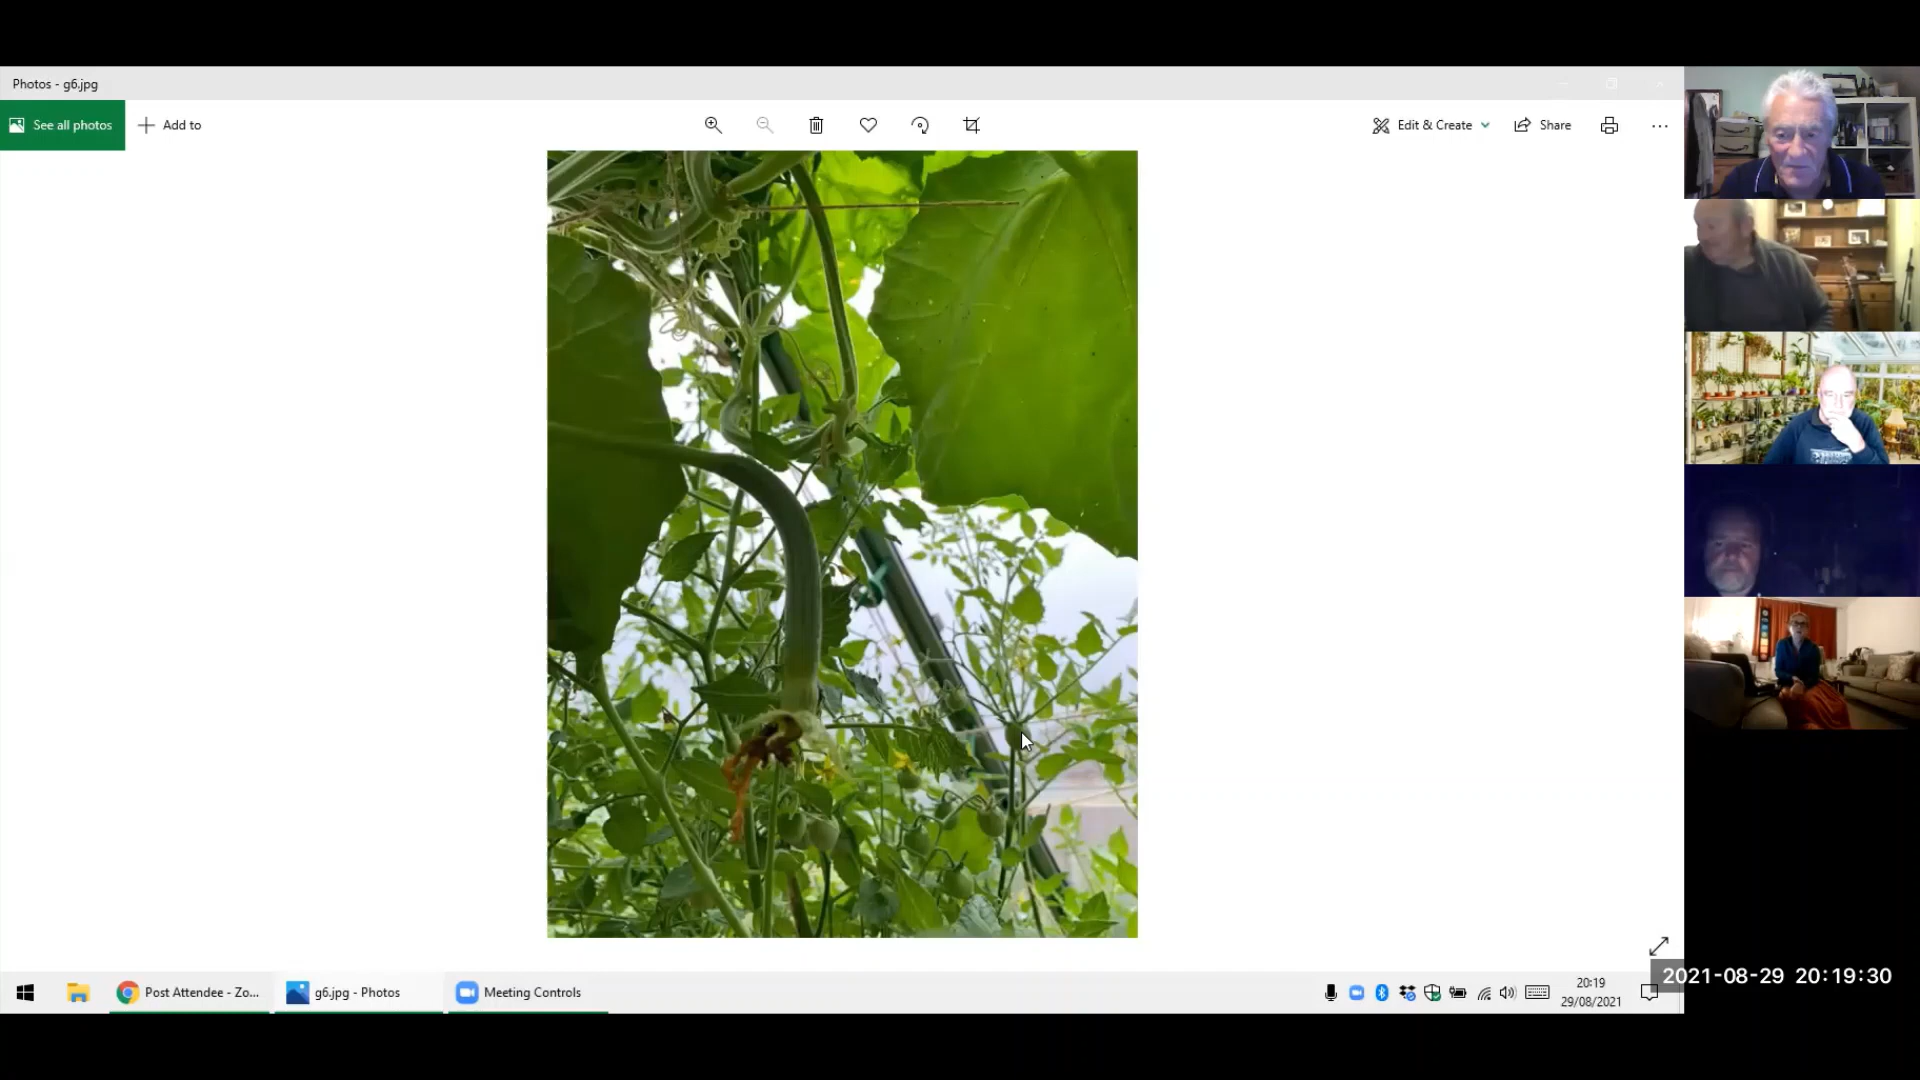 Photos - g6.jpg
See all photos
Add to
Edit & Create
Share
Post Attendee - Zo...
g6.jpg - Photos
Meeting Controls
20:19
29/08/2021
2021-08-29 20:19:30